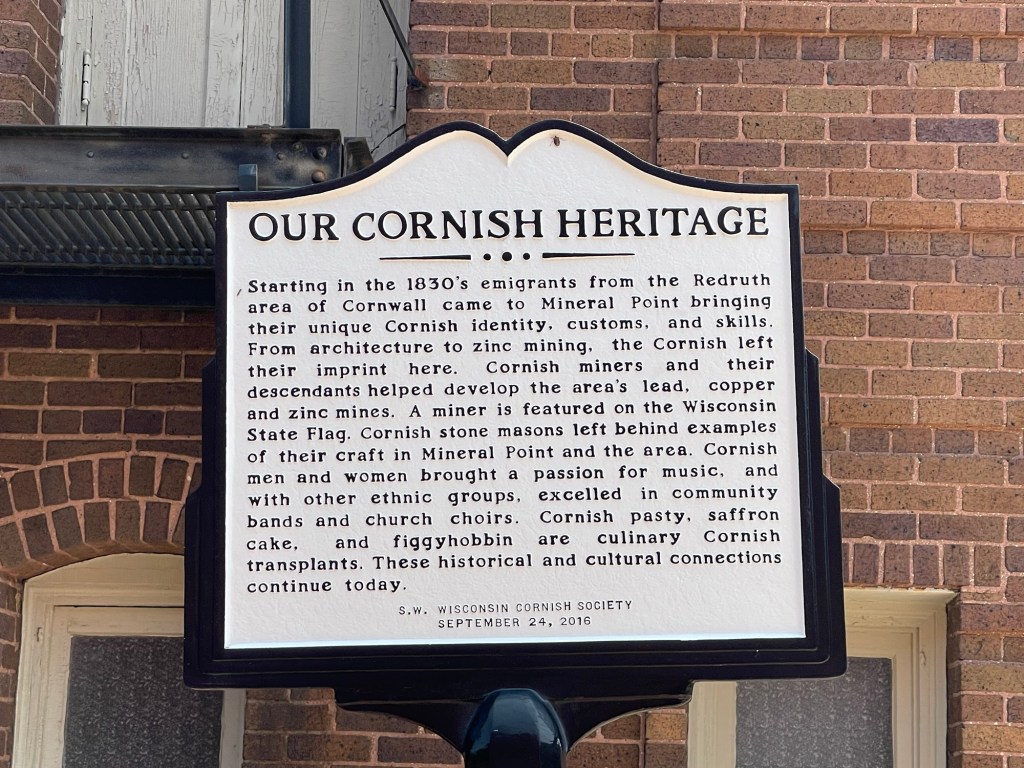 OUR CORNISH HERITAGE
Starting in the 1830's emigrants from the Redruth
area of Cornwall came to Mineral Point bringing
their unique Cornish identity, customs, and skills.
From architecture to zinc mining, the Cornish left
their imprint here. Cornish miners and their
descendants helped develop the area's lead, copper
and zinc mines. A miner is featured on the Wisconsin
State Flag. Cornish stone masons left behind examples
of their craft in Mineral Point and the area. Cornish
men and women brought a passion for music, and
with other ethnic groups, excelled in community
bands and church choirs. Cornish pasty, saffron
cake, and figgyhobbin are culinary Cornish
transplants. These historical and cultural connections
continue today.
S.W. WISCONSIN CORNISH SOCIETY
SEPTEMBER 24, 2016